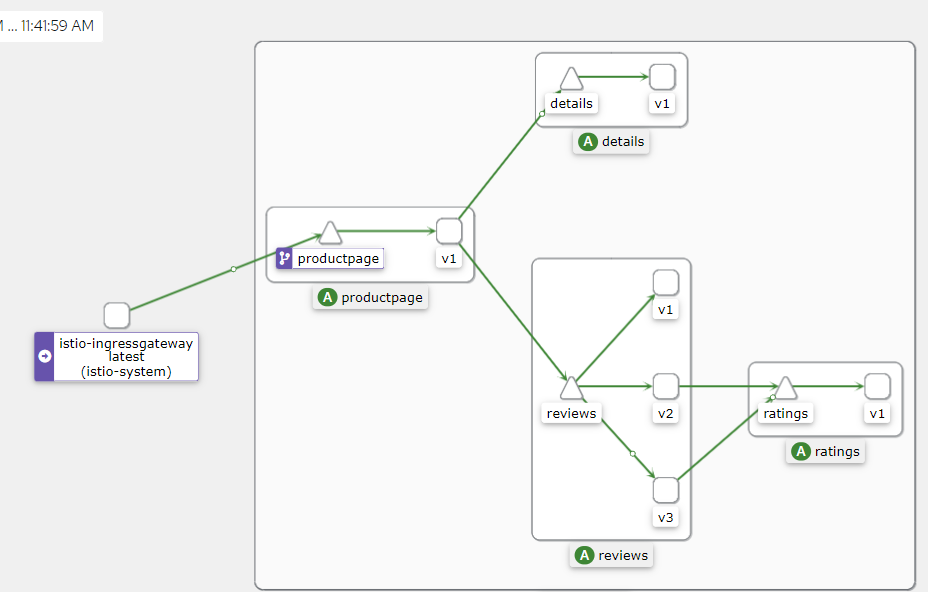 ... 11:41:59 AM
details
v1
A details
productpage
v1
A productpage
istio-ingressgateway
latest
(istio-system)
v1
reviews
v2
ratings
v1
A ratings
v3
A reviews